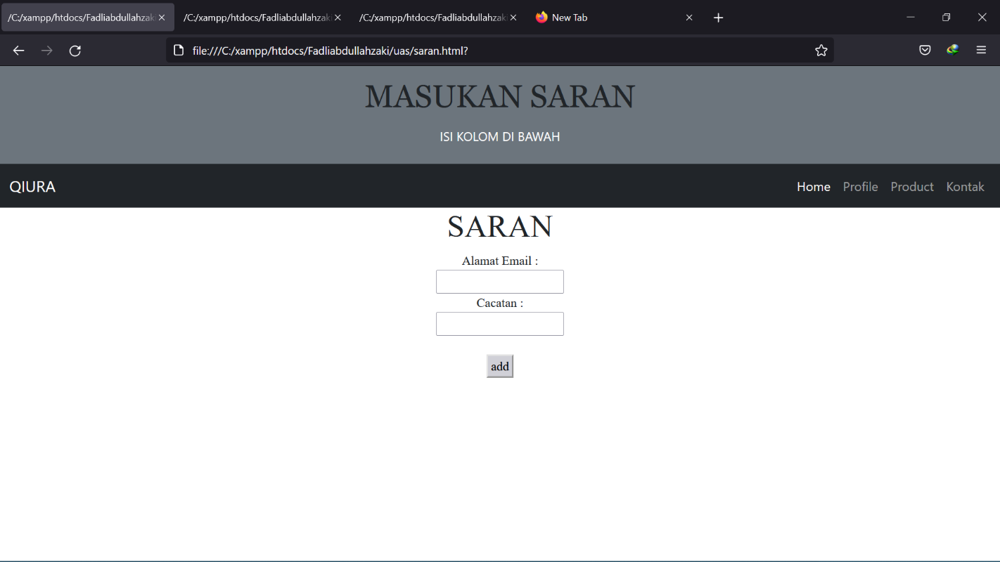 /C:/xampp/htdocs/Fadliabdullahzaki
/C:/xampp/htdocs/Fadliabdullahzaki
/C:/xampp/htdocs/Fadliabdullahzaki
New Tab
file:///C:/xampp/htdocs/Fadliabdullahzaki/uas/saran.html?
MASUKAN SARAN
ISI KOLOM DI BAWAH
QIURA Home Profile Product Kontak
SARAN
Alamat Email :
Cacatan :
add